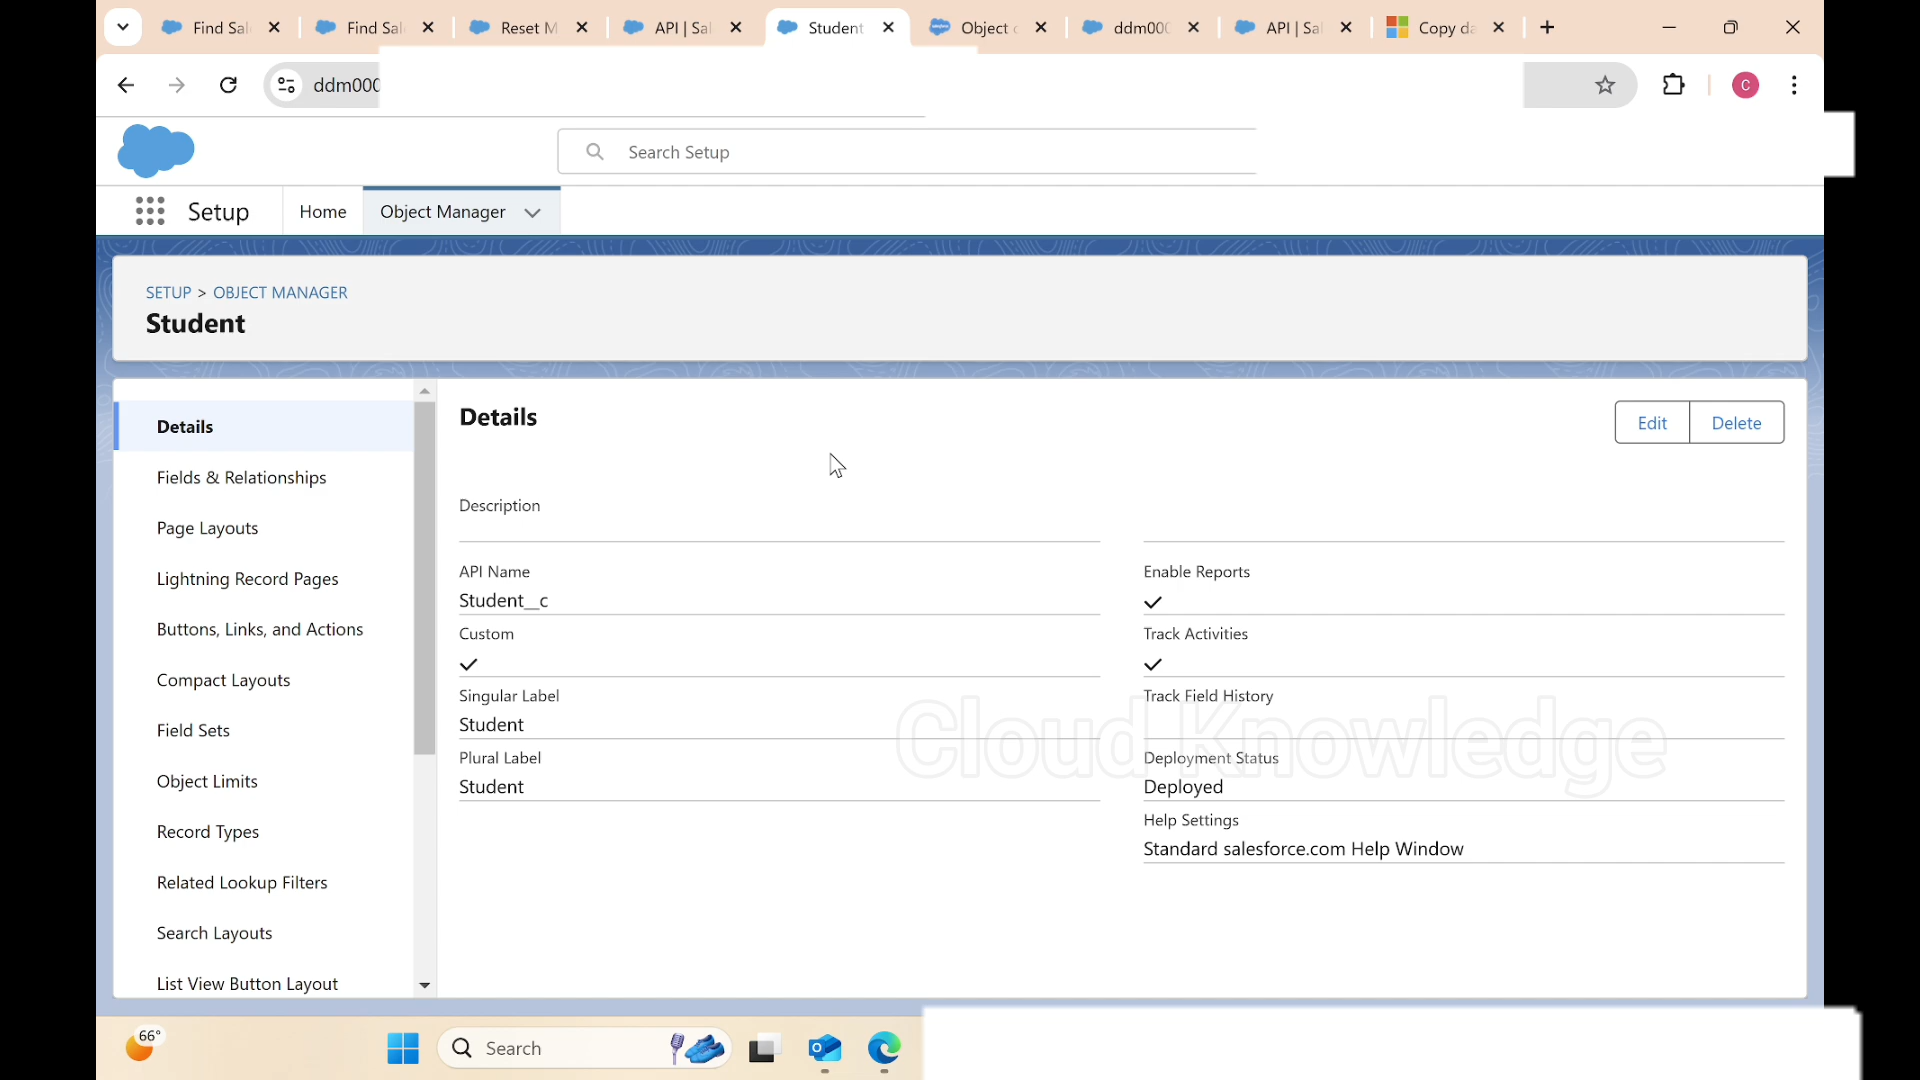 Find Sal
Find Sal
Reset M
API | Sal
Student
Object c
ddm000
API | Sal
Copy da
ddm000
C
Search Setup
Setup
Home
Object Manager
SETUP > OBJECT MANAGER
Student
Details
Fields & Relationships
Page Layouts
Lightning Record Pages
Buttons, Links, and Actions
Compact Layouts
Field Sets
Object Limits
Record Types
Related Lookup Filters
Search Layouts
List View Button Layout
Details
Edit
Delete
Description
API Name
Student__c
Custom
Singular Label
Student
Plural Label
Student
Enable Reports
Track Activities
Track Field History
Deployment Status
Deployed
Help Settings
Standard salesforce.com Help Window
Cloud Knowledge
66°
Search